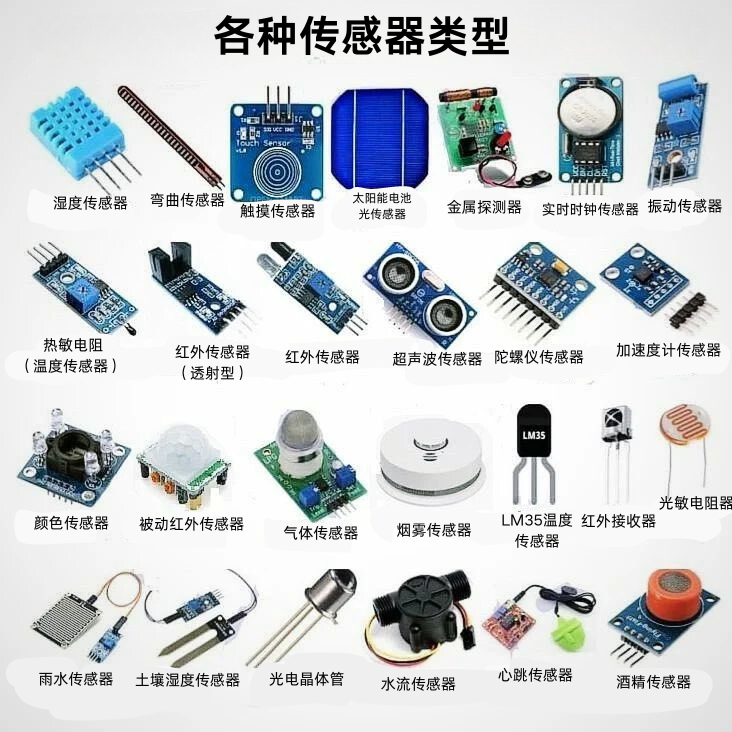 各种传感器类型
湿度传感器
弯曲传感器
Touch Sensor
触摸传感器
太阳能电池
光传感器
金属探测器
实时时钟传感器
振动传感器
热敏电阻
（温度传感器）
红外传感器
（透射型）
红外传感器
超声波传感器
陀螺仪传感器
加速度计传感器
颜色传感器
被动红外传感器
气体传感器
烟雾传感器
LM35
LM35温度
传感器
红外接收器
光敏电阻器
雨水传感器
土壤湿度传感器
光电晶体管
水流传感器
心跳传感器
酒精传感器